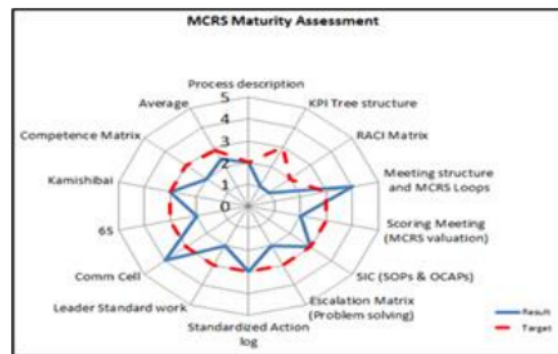 MCRS Maturity Assessment
Process description
KPI Tree structure
RACI Matrix
Meeting structure
and MCRS Loops
Scoring Meeting
(MCRS valuation)
SIC (SOPs & OCAPs)
Escalation Matrix
(Problem solving)
Standardized Action
log
Leader Standard work
Comm Cell
6S
Kamishibai
Competence Matrix
Average
5
4
3
2
1
0
Result
Target